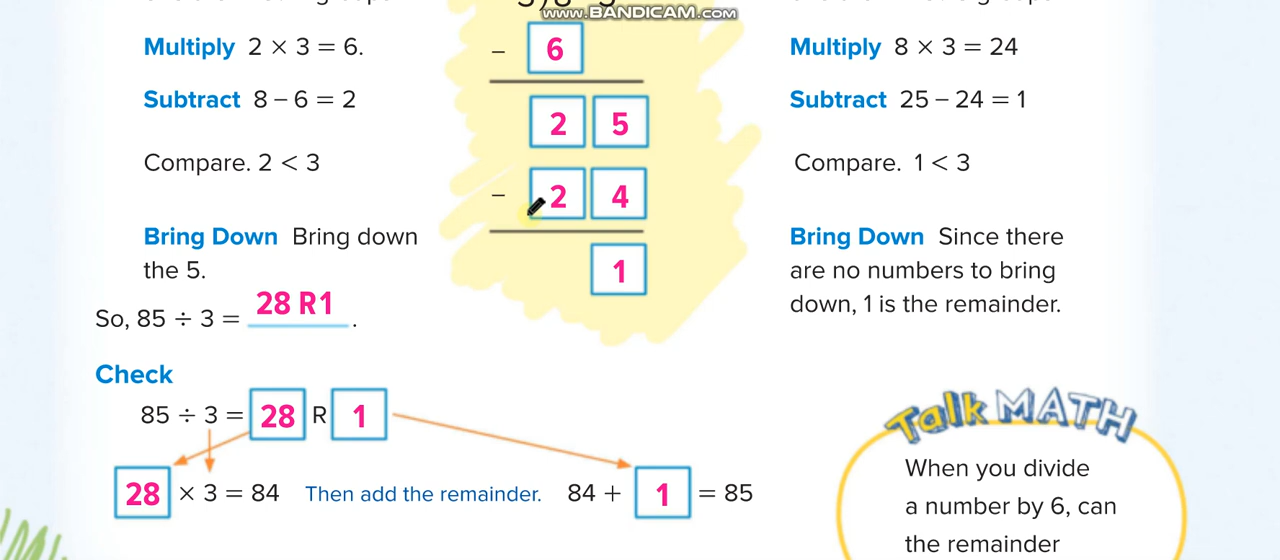 www.BANDICAM.com
Multiply 2 × 3 = 6.
Subtract 8 – 6 = 2
Compare. 2 < 3
Bring Down Bring down
the 5.
So, 85 ÷ 3 = 28 R1 .
– 6
2 5
– 2 4
1
Multiply 8 × 3 = 24
Subtract 25 – 24 = 1
Compare. 1 < 3
Bring Down Since there
are no numbers to bring
down, 1 is the remainder.
Check
85 ÷ 3 = 28 R 1
28 × 3 = 84 Then add the remainder. 84 + 1 = 85
Talk MATH
When you divide
a number by 6, can
the remainder